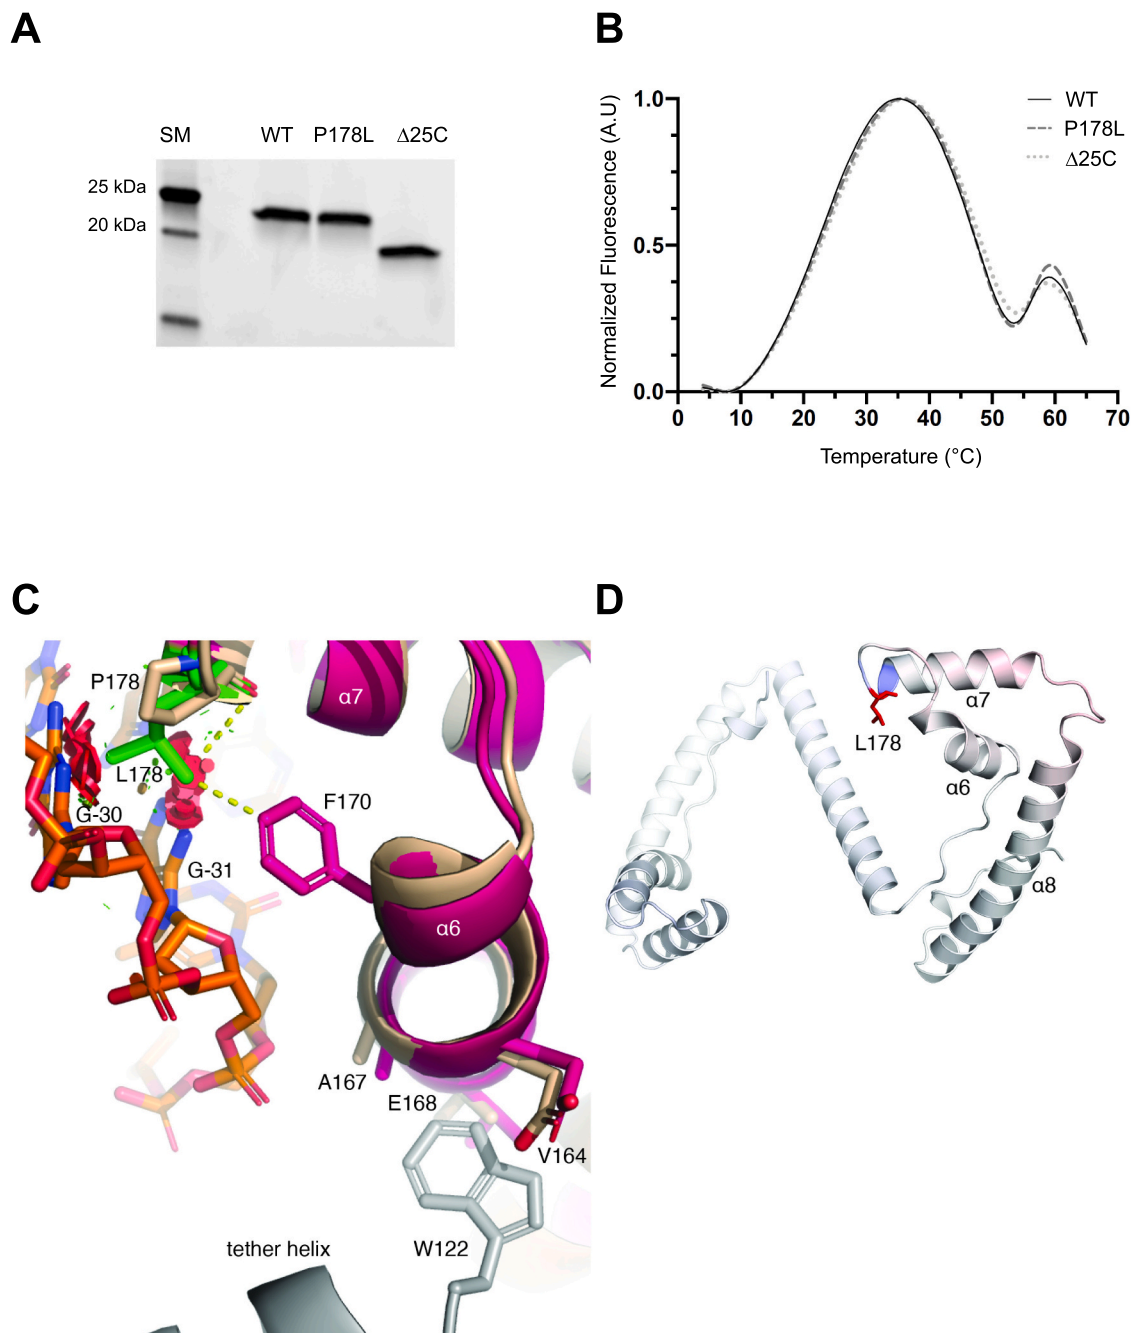 A
SM WT P178L Δ25C
25 kDa
20 kDa
B
1.0
0.5
0.0
0 10 20 30 40 50 60 70
Normalized Fluorescence (A.U)
Temperature (°C)
WT
P178L
Δ25C
C
P178
α7
L178
F170
G-30
G-31
α6
A167
E168
V164
W122
tether helix
D
α7
L178
α6
α8